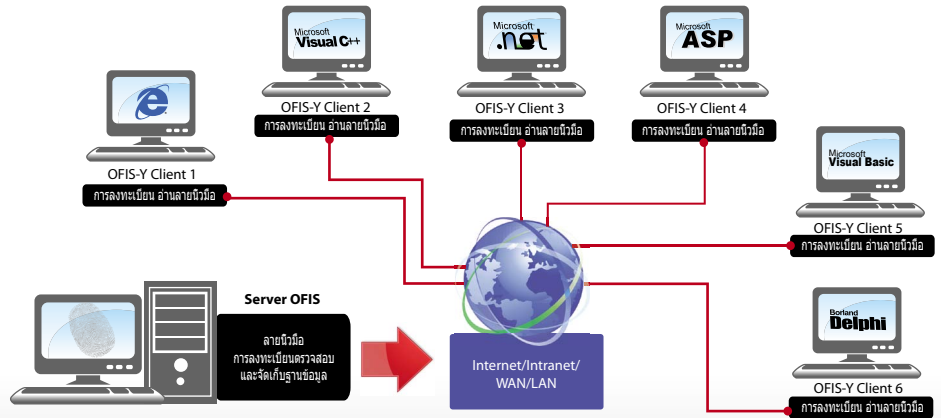 Microsoft
Visual C++
OFIS-Y Client 2
การลงทะเบียน อ่านลายนิ้วมือ
Microsoft
.net
OFIS-Y Client 3
การลงทะเบียน อ่านลายนิ้วมือ
Microsoft
ASP
OFIS-Y Client 4
การลงทะเบียน อ่านลายนิ้วมือ
OFIS-Y Client 1
การลงทะเบียน อ่านลายนิ้วมือ
Microsoft
Visual Basic
OFIS-Y Client 5
การลงทะเบียน อ่านลายนิ้วมือ
Server OFIS
ลายนิ้วมือ
การลงทะเบียนตรวจสอบ
และจัดเก็บฐานข้อมูล
Internet/Intranet/
WAN/LAN
Borland
Delphi
OFIS-Y Client 6
การลงทะเบียน อ่านลายนิ้วมือ